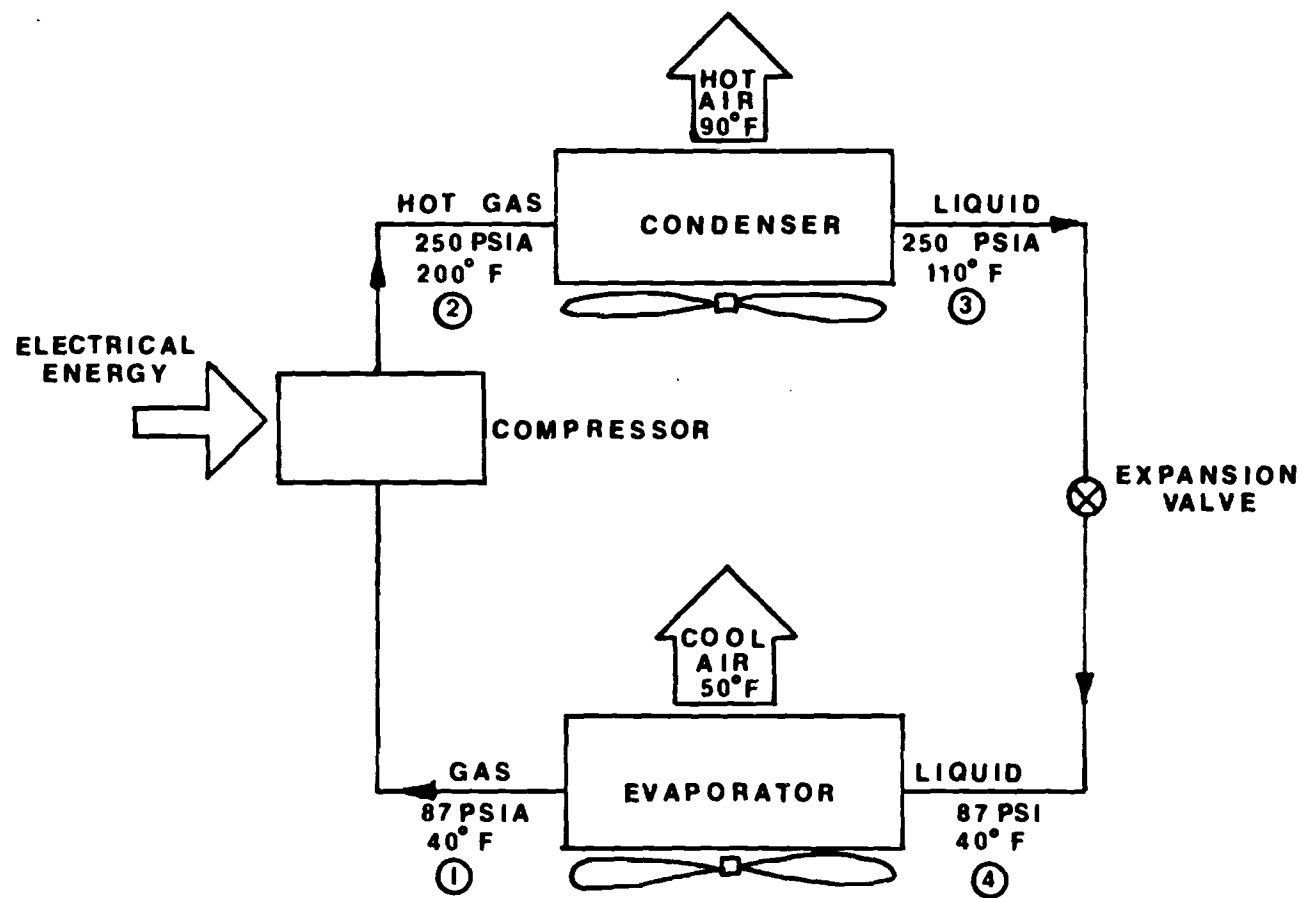 HOT
AIR
90°F
HOT GAS
250 PSIA
200° F
2
CONDENSER
LIQUID
250 PSIA
110° F
3
ELECTRICAL
ENERGY
COMPRESSOR
EXPANSION
VALVE
COOL
AIR
50°F
GAS
87 PSIA
40° F
1
EVAPORATOR
LIQUID
87 PSI
40° F
4